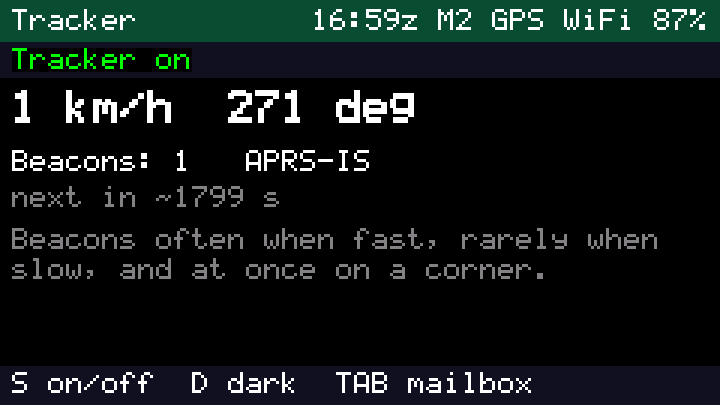 Tracker 16:59z M2 GPS WiFi 87%
Tracker on
1 km/h 271 deg
Beacons: 1 APRS-IS
next in ~1799 s
Beacons often when fast, rarely when
slow, and at once on a corner.
S on/off D dark TAB mailbox